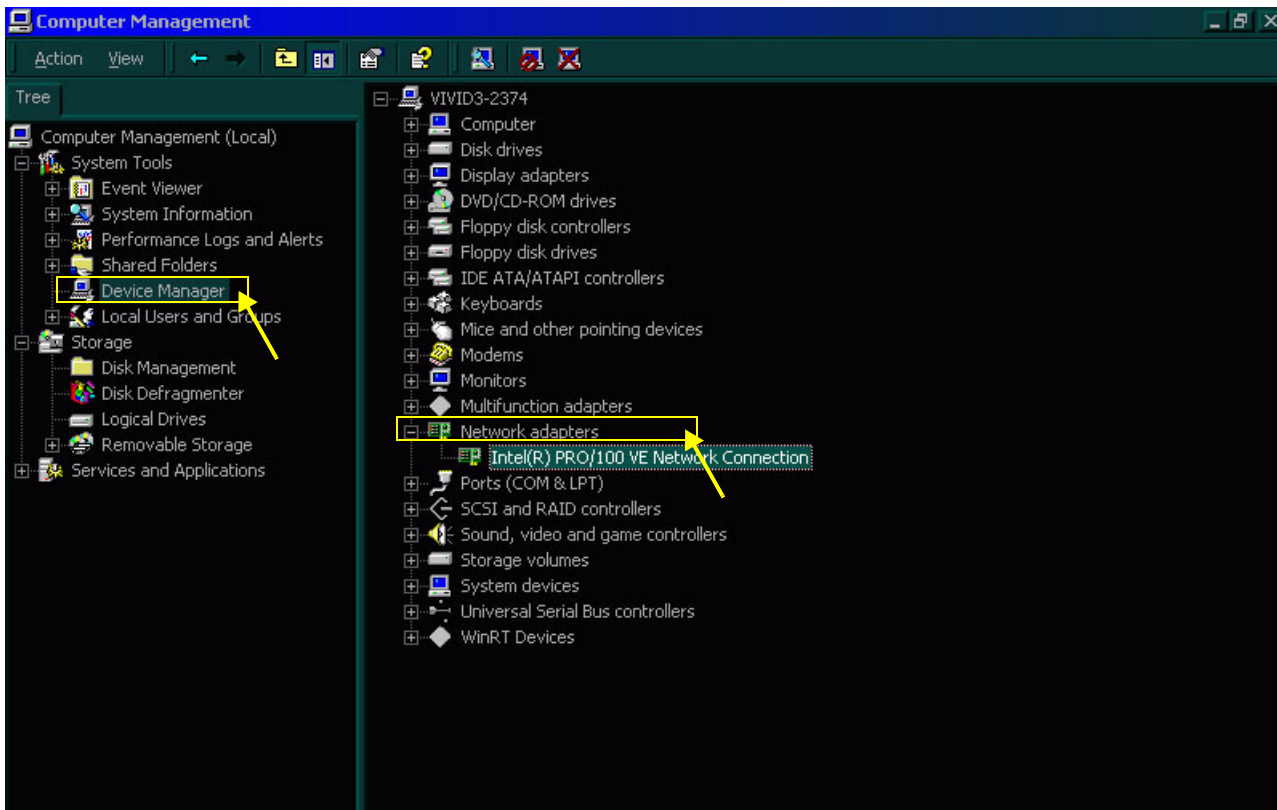 Computer Management
Action View
Tree
Computer Management (Local)
System Tools
Event Viewer
System Information
Performance Logs and Alerts
Shared Folders
Device Manager
Local Users and Groups
Storage
Disk Management
Disk Defragmenter
Logical Drives
Removable Storage
Services and Applications
VIVID3-2374
Computer
Disk drives
Display adapters
DVD/CD-ROM drives
Floppy disk controllers
Floppy disk drives
IDE ATA/ATAPI controllers
Keyboards
Mice and other pointing devices
Modems
Monitors
Multifunction adapters
Network adapters
Intel(R) PRO/100 VE Network Connection
Ports (COM & LPT)
SCSI and RAID controllers
Sound, video and game controllers
Storage volumes
System devices
Universal Serial Bus controllers
WinRT Devices